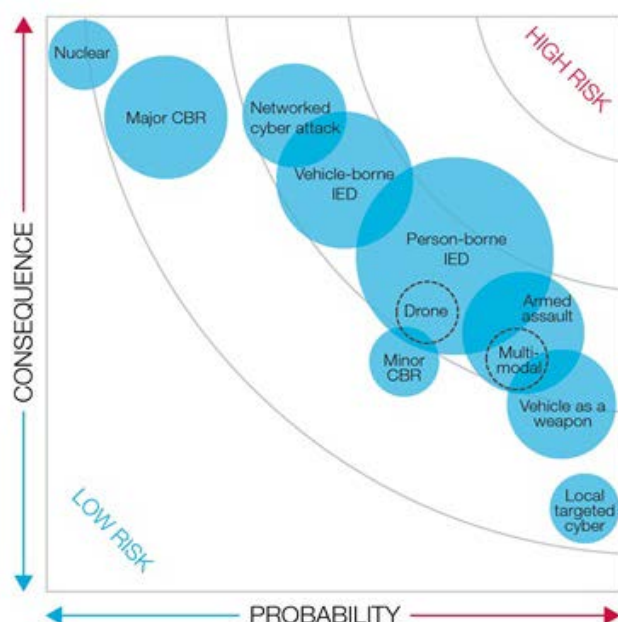 HIGH RISK
Nuclear
Major CBR
Networked
cyber attack
Vehicle-borne
IED
Person-borne
IED
Drone
Armed
assault
Minor
CBR
Multi-
modal
Vehicle as a
weapon
Local
targeted
cyber
LOW RISK
CONSEQUENCE
PROBABILITY